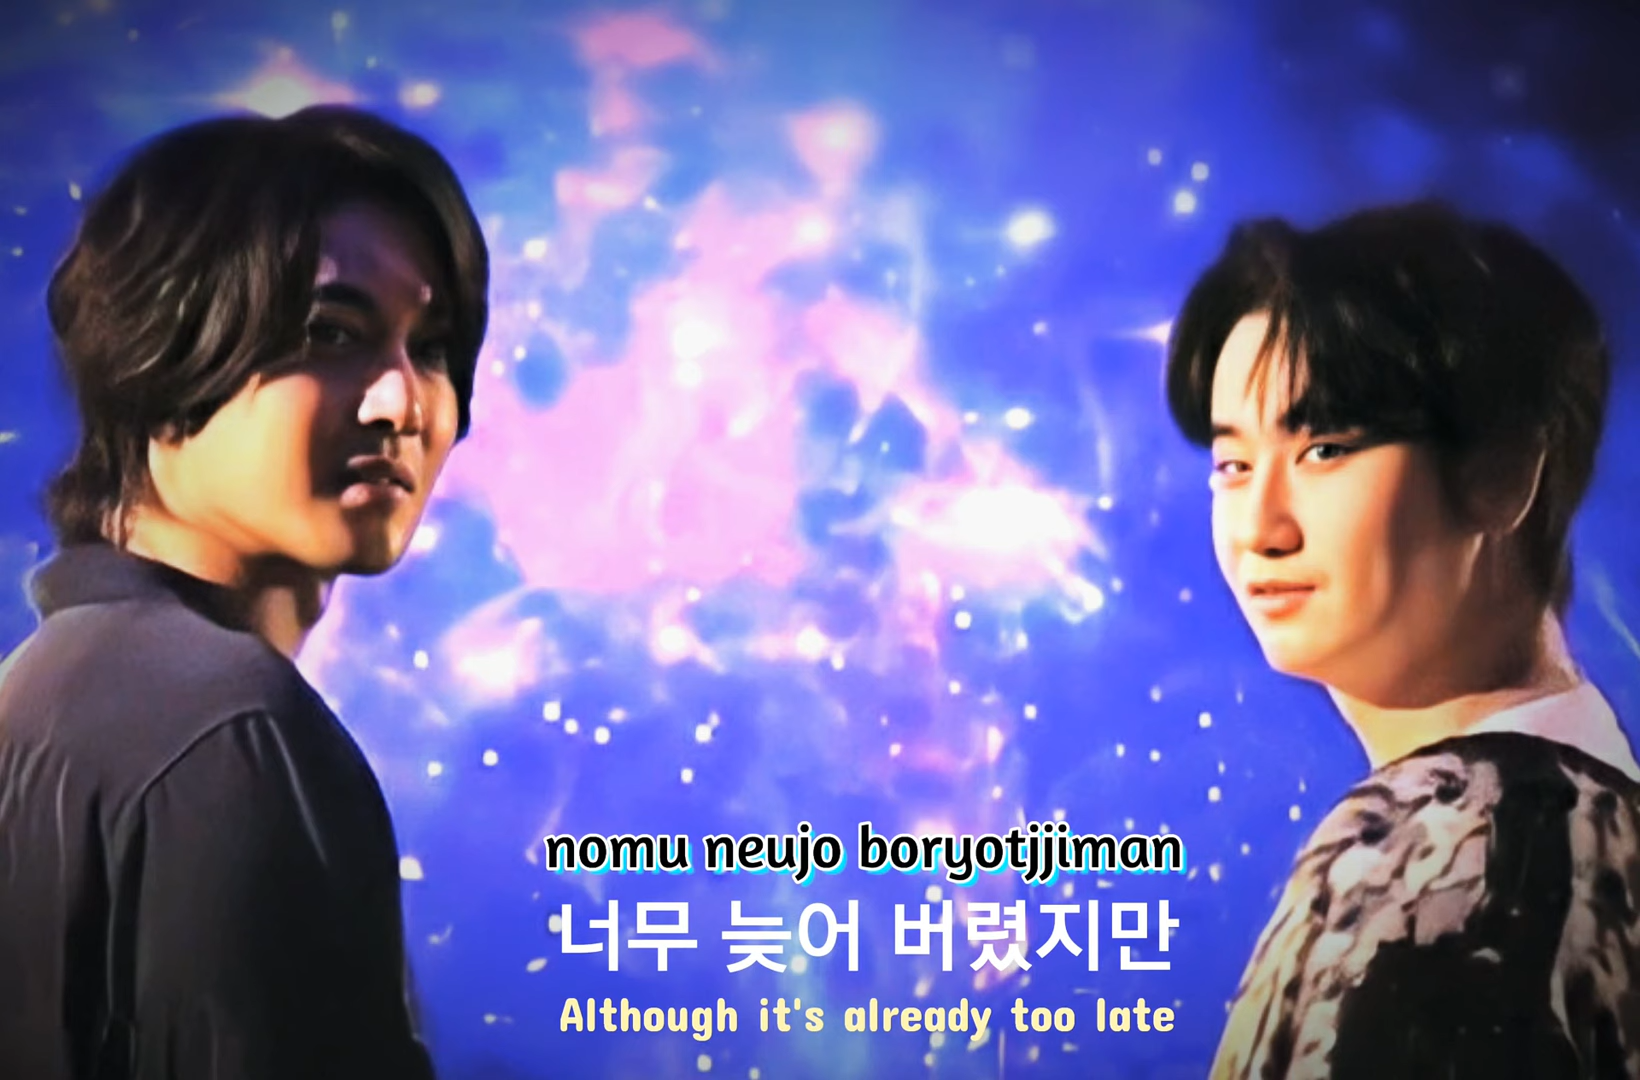 nomu neujo boryotjjiman
너무 늦어 버렸지만
Although it's already too late